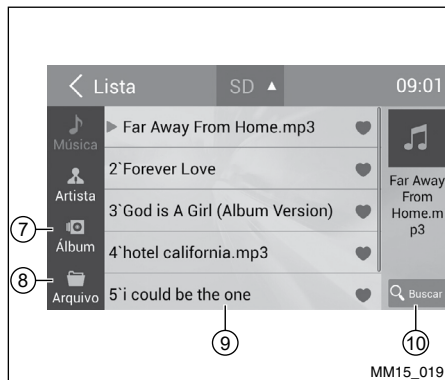 Lista
SD ▲
09:01
Música
Artista
Álbum
Arquivo
Far Away From Home.mp3
2`Forever Love
3`God is A Girl (Album Version)
4`hotel california.mp3
5`i could be the one
Far Away
From
Home.m
p3
Buscar
7
8
9
10
MM15_019